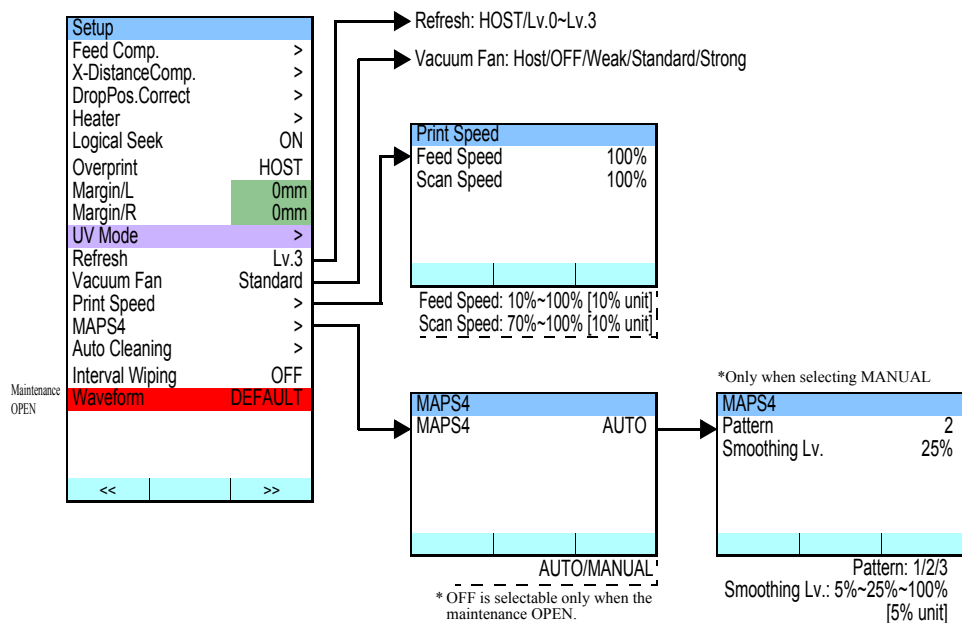 Refresh: HOST/Lv.0~Lv.3
Vacuum Fan: Host/OFF/Weak/Standard/Strong
Setup
Feed Comp. >
X-DistanceComp. >
DropPos.Correct >
Heater >
Logical Seek ON
Overprint HOST
Margin/L 0mm
Margin/R 0mm
UV Mode >
Refresh Lv.3
Vacuum Fan Standard
Print Speed >
MAPS4 >
Auto Cleaning >
Interval Wiping OFF
Maintenance
OPEN
Waveform DEFAULT
<< >>
Print Speed
Feed Speed 100%
Scan Speed 100%
Feed Speed: 10%~100% [10% unit]
Scan Speed: 70%~100% [10% unit]
MAPS4
MAPS4 AUTO
AUTO/MANUAL
* OFF is selectable only when the
maintenance OPEN.
*Only when selecting MANUAL
MAPS4
Pattern 2
Smoothing Lv. 25%
Pattern: 1/2/3
Smoothing Lv.: 5%~25%~100%
[5% unit]